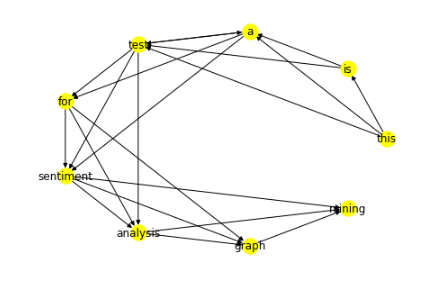 this
is
a
test
for
sentiment
analysis
graph
mining